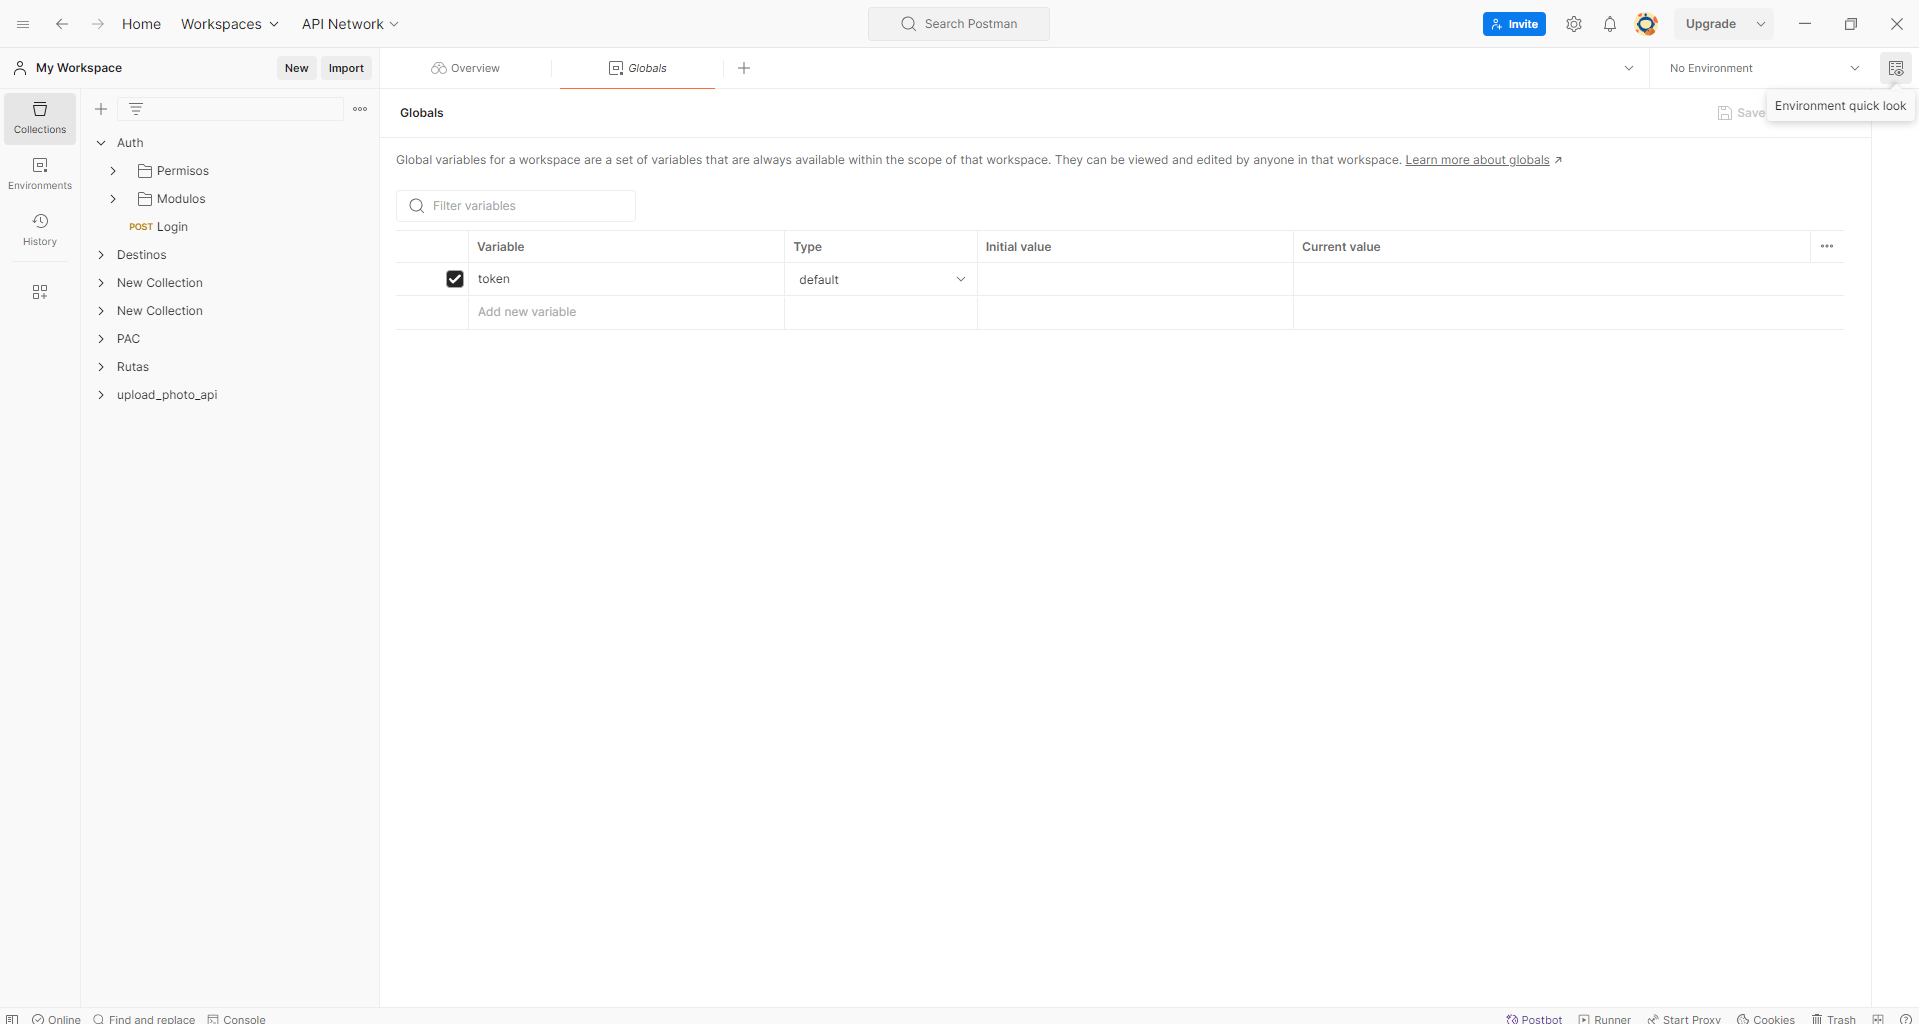 Home Workspaces API Network Search Postman Invite Upgrade
My Workspace New Import Overview Globals No Environment
Environment quick look
Collections
Environments
History
Auth
Permisos
Modulos
POST Login
Destinos
New Collection
New Collection
PAC
Rutas
upload_photo_api
Globals Save
Global variables for a workspace are a set of variables that are always available within the scope of that workspace. They can be viewed and edited by anyone in that workspace. Learn more about globals
Filter variables
Variable Type Initial value Current value
token default
Add new variable
Online Find and replace Console Postbot Runner Start Proxy Cookies Trash